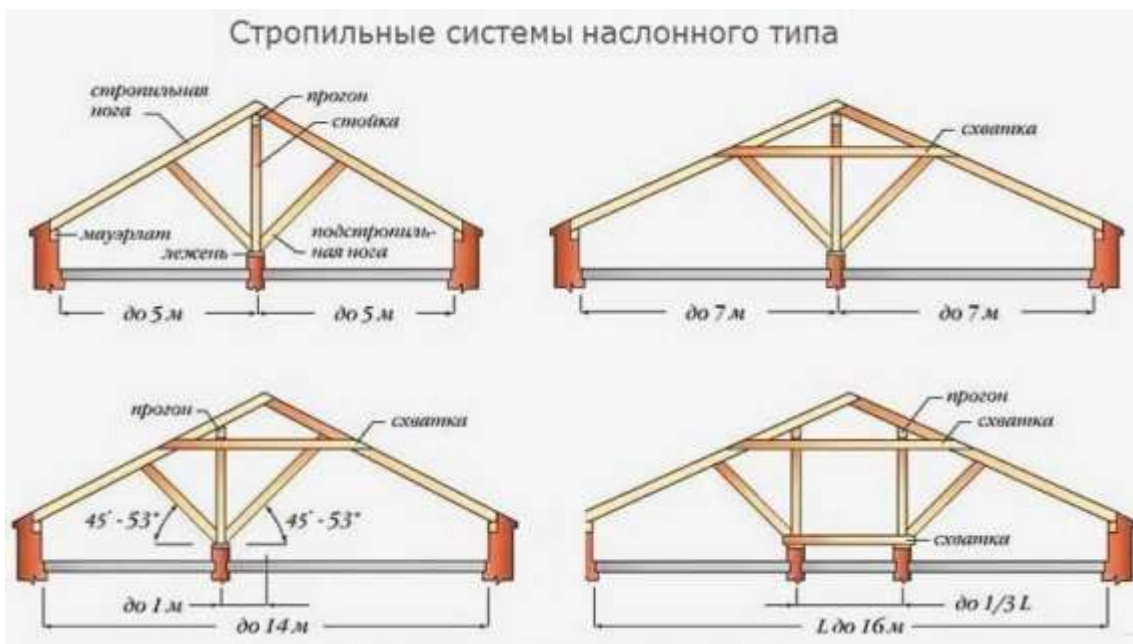 Стропильные системы наслонного типа
стропильная
нога
прогон
стойка
мауэрлат
лежень
подстропиль-
ная нога
до 5 м
до 5 м
схватка
до 7 м
до 7 м
прогон
схватка
45° - 53°
45° - 53°
до 1 м
до 14 м
прогон
схватка
схватка
до 1/3 L
L до 16 м